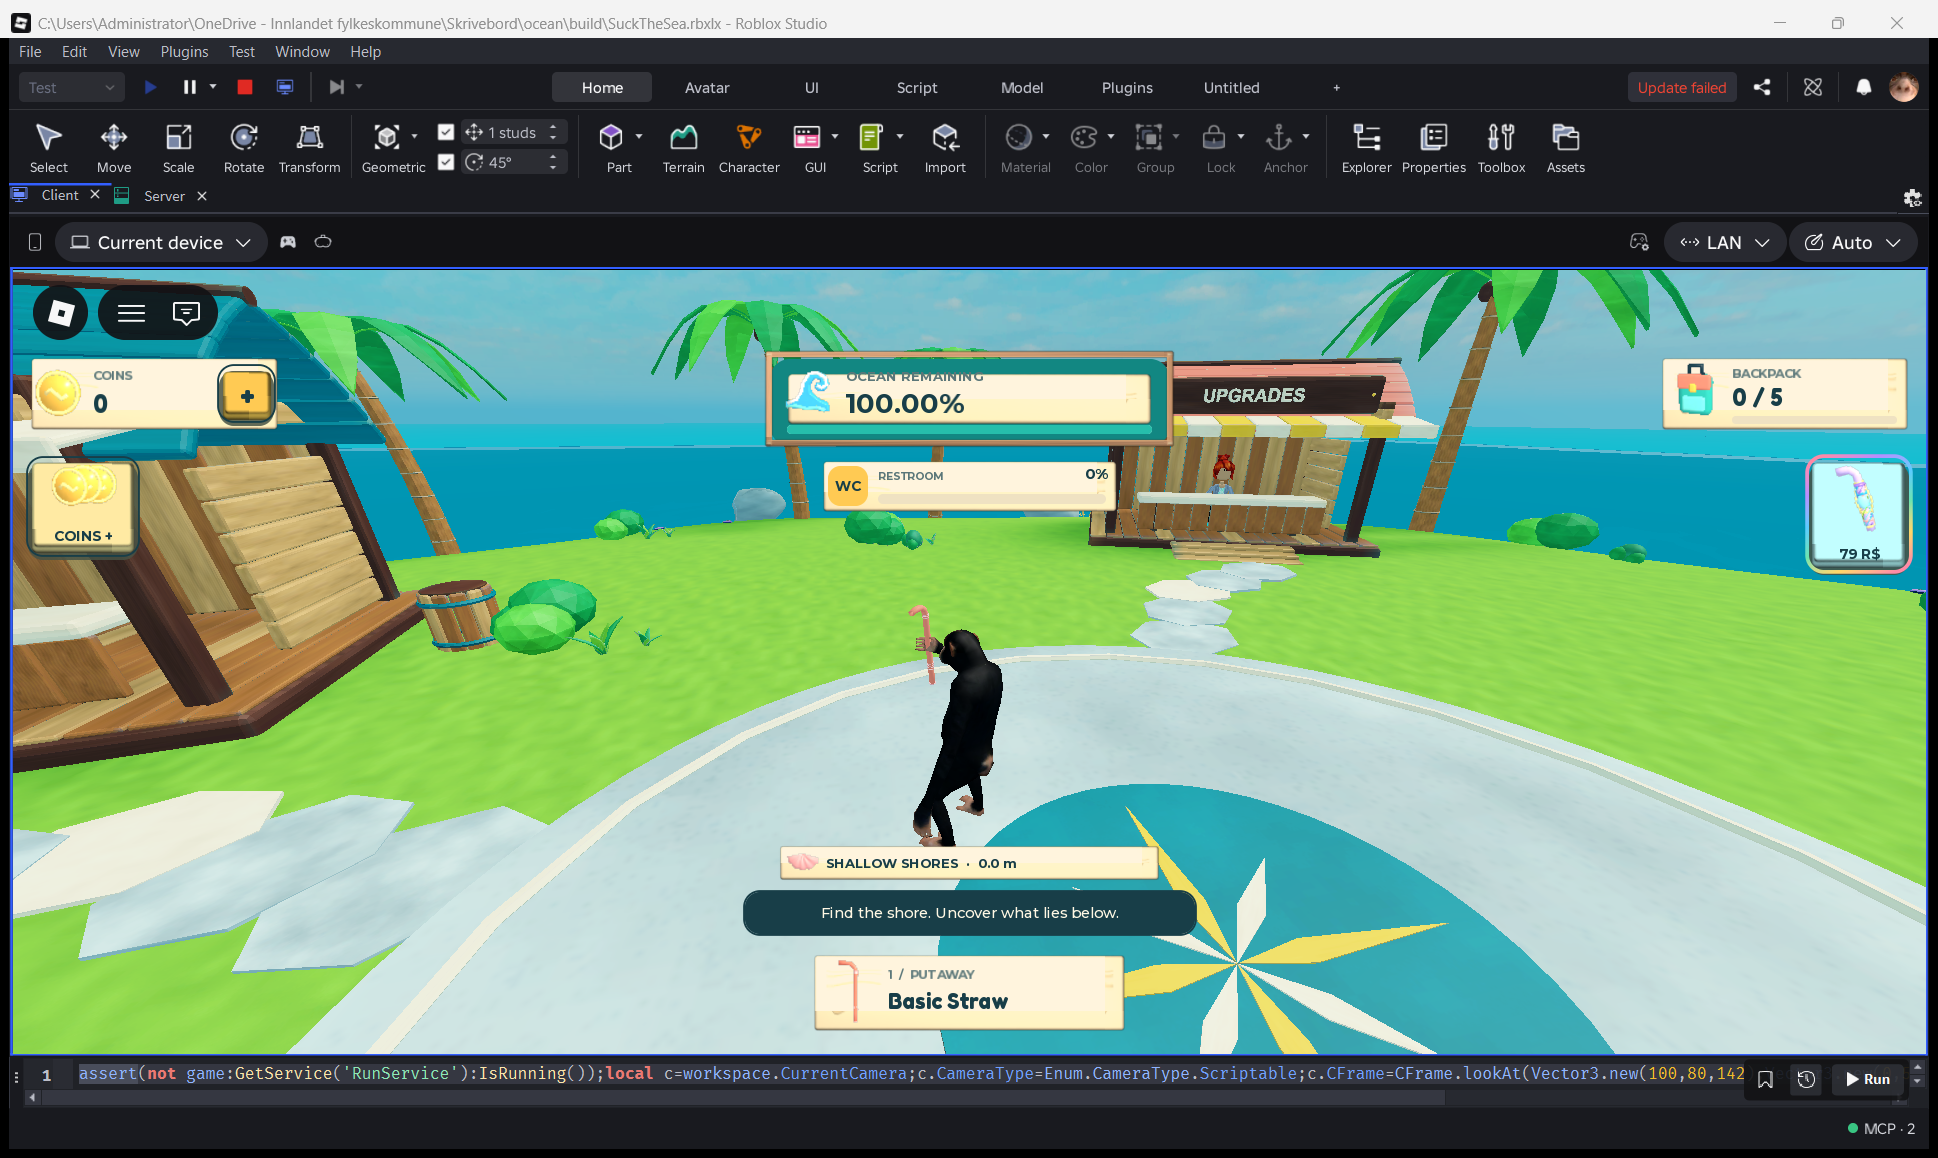 C:\Users\Administrator\OneDrive - Innlandet fylkeskommune\Skrivebord\ocean\build\SuckTheSea.rbxlx - Roblox Studio
File Edit View Plugins Test Window Help
Test Home Avatar UI Script Model Plugins Untitled + Update failed
1 studs
45°
Select Move Scale Rotate Transform Geometric Part Terrain Character GUI Script Import Material Color Group Lock Anchor Explorer Properties Toolbox Assets
Client Server
Current device LAN Auto
COINS
0
+
COINS +
OCEAN REMAINING
100.00%
WC RESTROOM 0%
UPGRADES
BACKPACK
0 / 5
79 R$
SHALLOW SHORES · 0.0 m
Find the shore. Uncover what lies below.
1 / PUT AWAY
Basic Straw
1 assert(not game:GetService('RunService'):IsRunning());local c=workspace.CurrentCamera;c.CameraType=Enum.CameraType.Scriptable;c.CFrame=CFrame.lookAt(Vector3.new(100,80,142
Run
MCP · 2